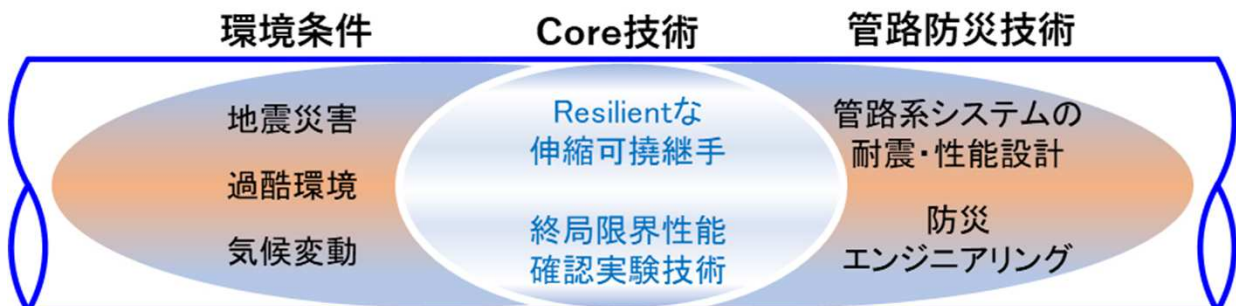 環境条件
地震災害
過酷環境
気候変動
Core技術
Resilientな
伸縮可撓継手
終局限界性能
確認実験技術
管路防災技術
管路系システムの
耐震・性能設計
防災
エンジニアリング